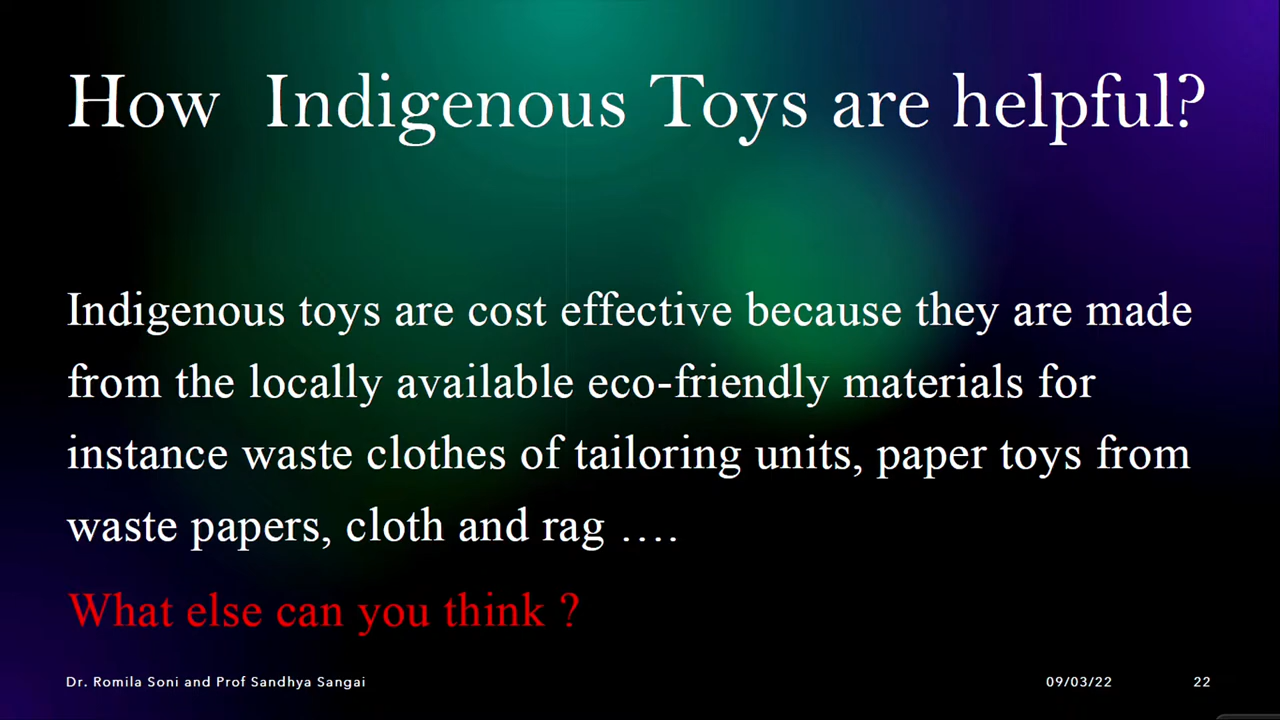 How Indigenous Toys are helpful?
Indigenous toys are cost effective because they are made
from the locally available eco-friendly materials for
instance waste clothes of tailoring units, paper toys from
waste papers, cloth and rag ....
What else can you think ?
Dr. Romila Soni and Prof Sandhya Sangai
09/03/22
22